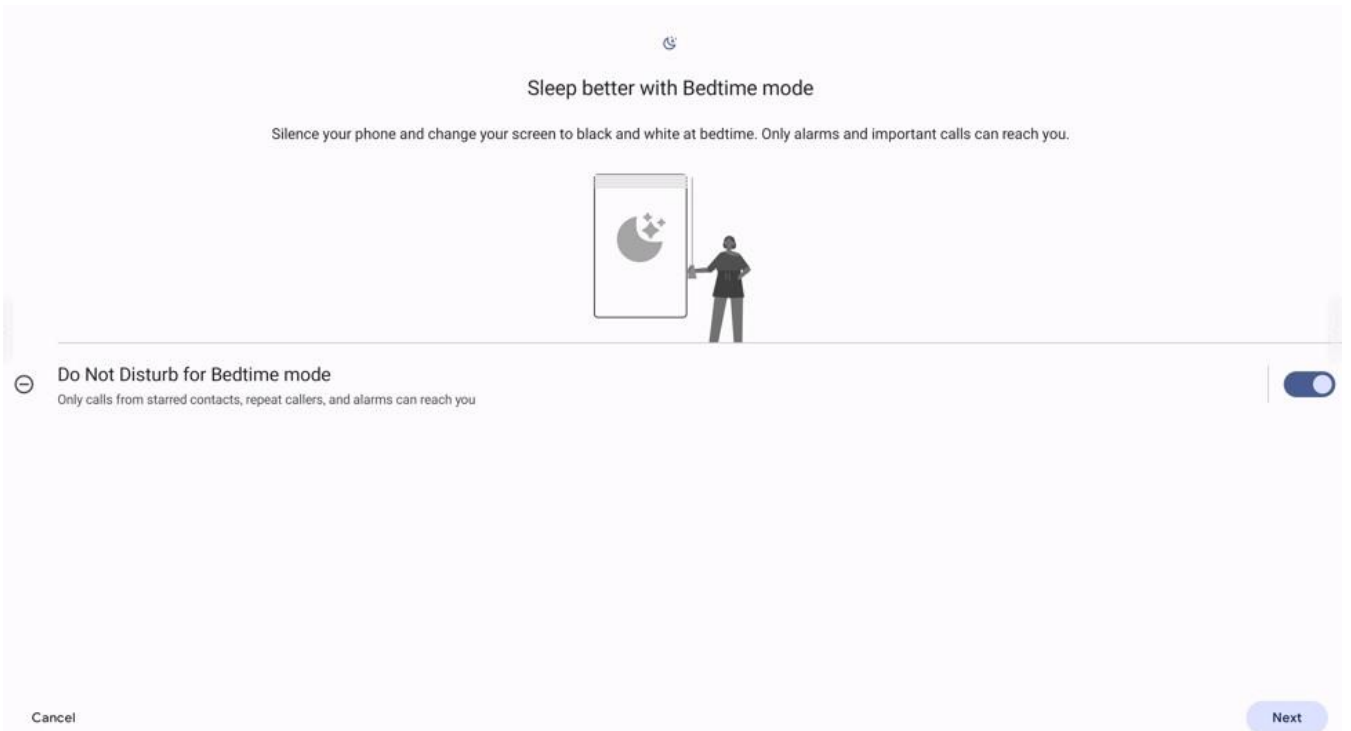 Sleep better with Bedtime mode
Silence your phone and change your screen to black and white at bedtime. Only alarms and important calls can reach you.
Do Not Disturb for Bedtime mode
Only calls from starred contacts, repeat callers, and alarms can reach you
Cancel
Next